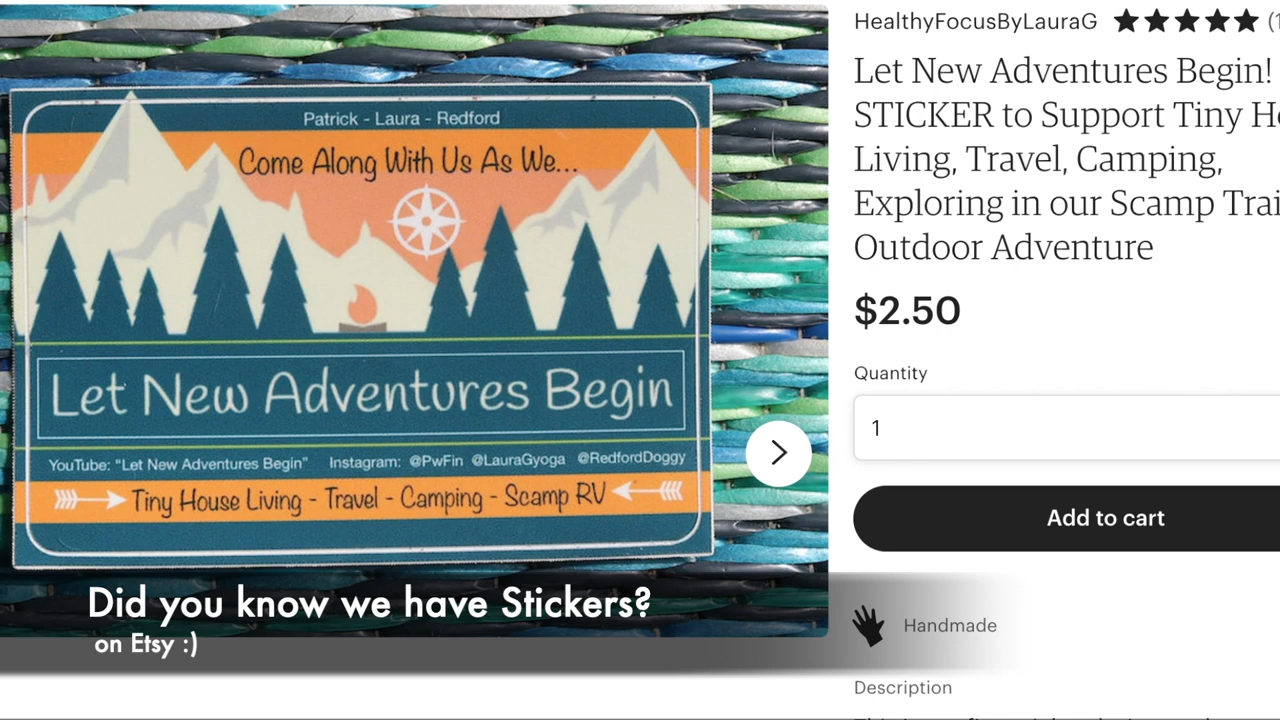 Patrick - Laura - Redford
Come Along With Us As We...
Let New Adventures Begin
YouTube: “Let New Adventures Begin” Instagram: @PwFin @LauraGyoga @RedfordDoggy
Tiny House Living - Travel - Camping - Scamp RV
Did you know we have Stickers?
on Etsy :)
HealthyFocusByLauraG
Let New Adventures Begin!
STICKER to Support Tiny
Living, Travel, Camping,
Exploring in our Scamp
Outdoor Adventure
$2.50
Quantity
1
Add to cart
Handmade
Description